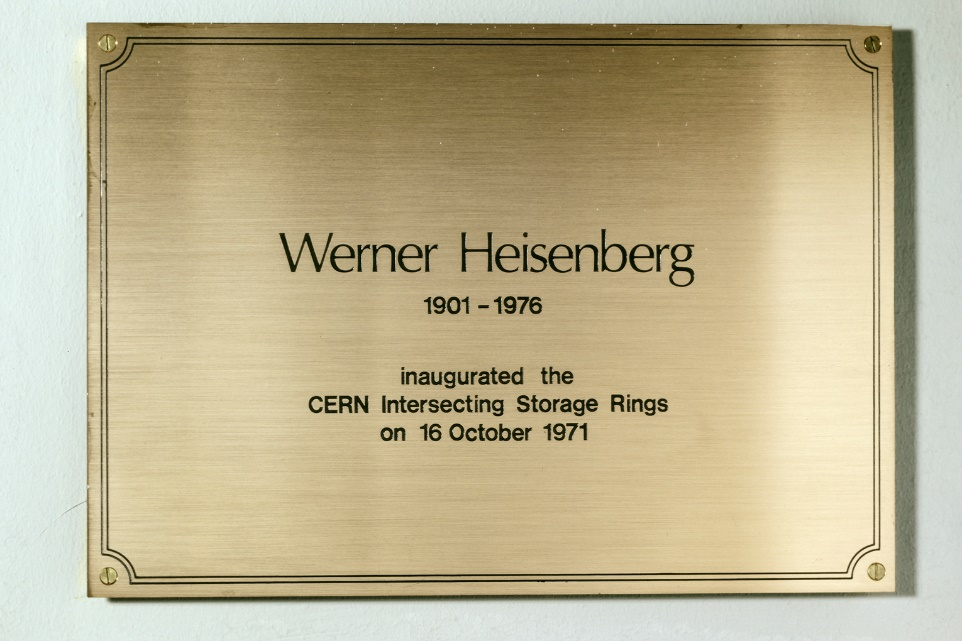 Werner Heisenberg
1901 – 1976
inaugurated the
CERN Intersecting Storage Rings
on 16 October 1971